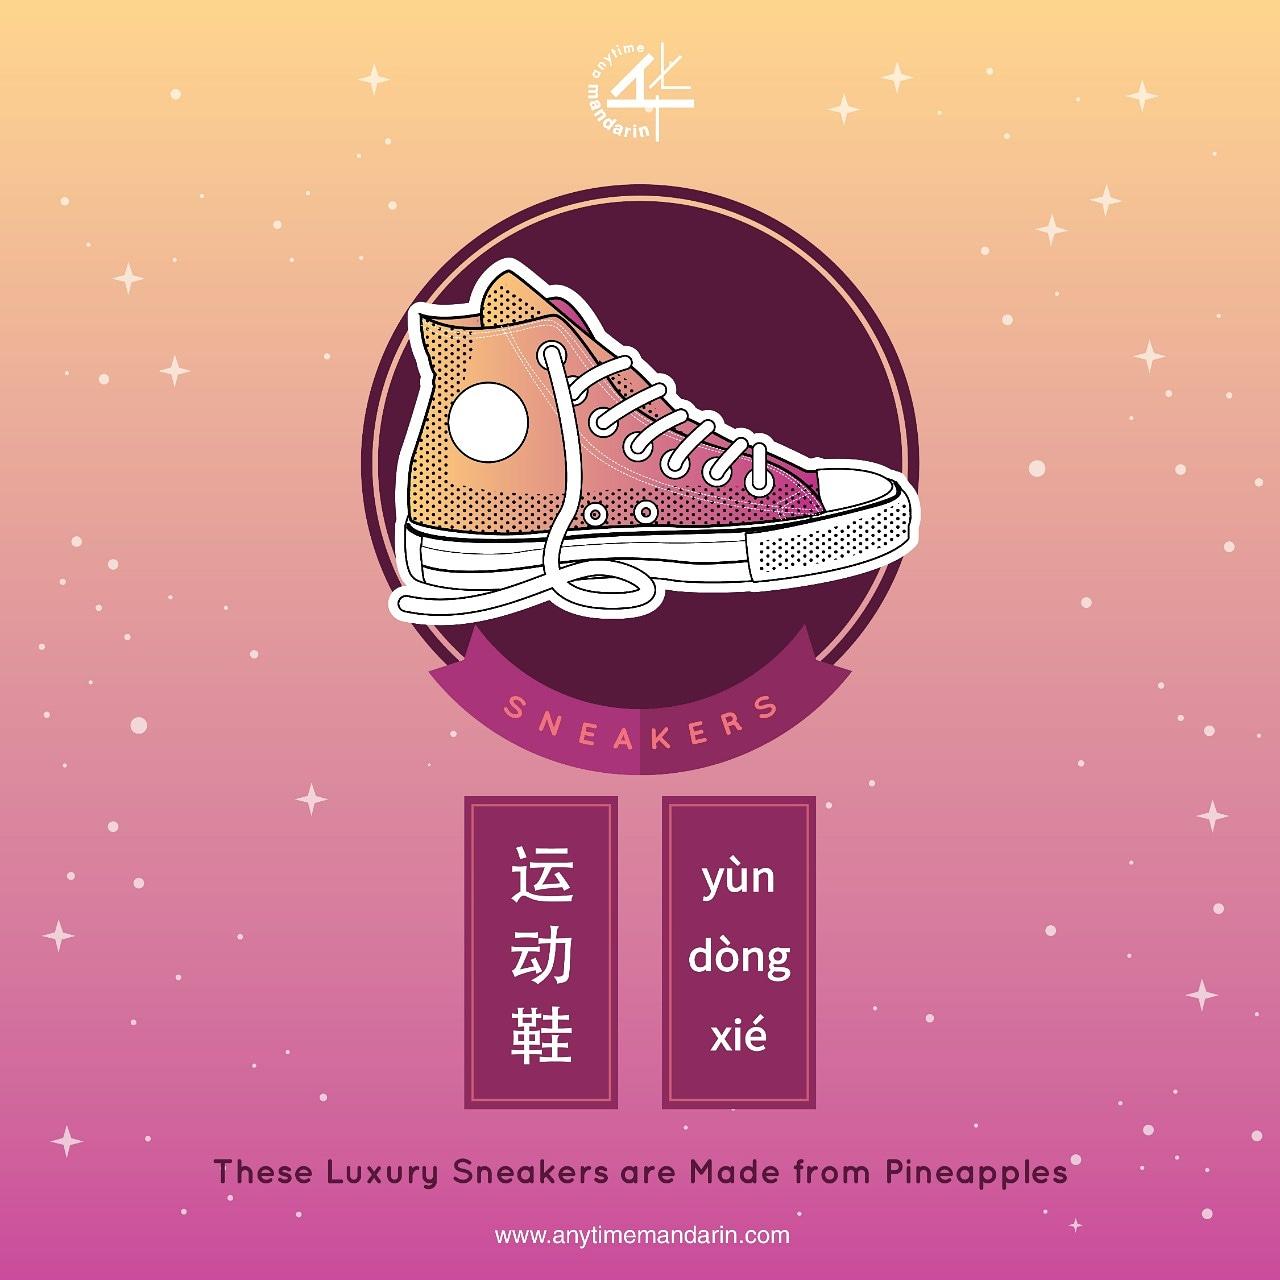 anytime
mandarin
SNEAKERS
运
动
鞋
yùn
dòng
xié
These Luxury Sneakers are Made from Pineapples
www.anytimemandarin.com